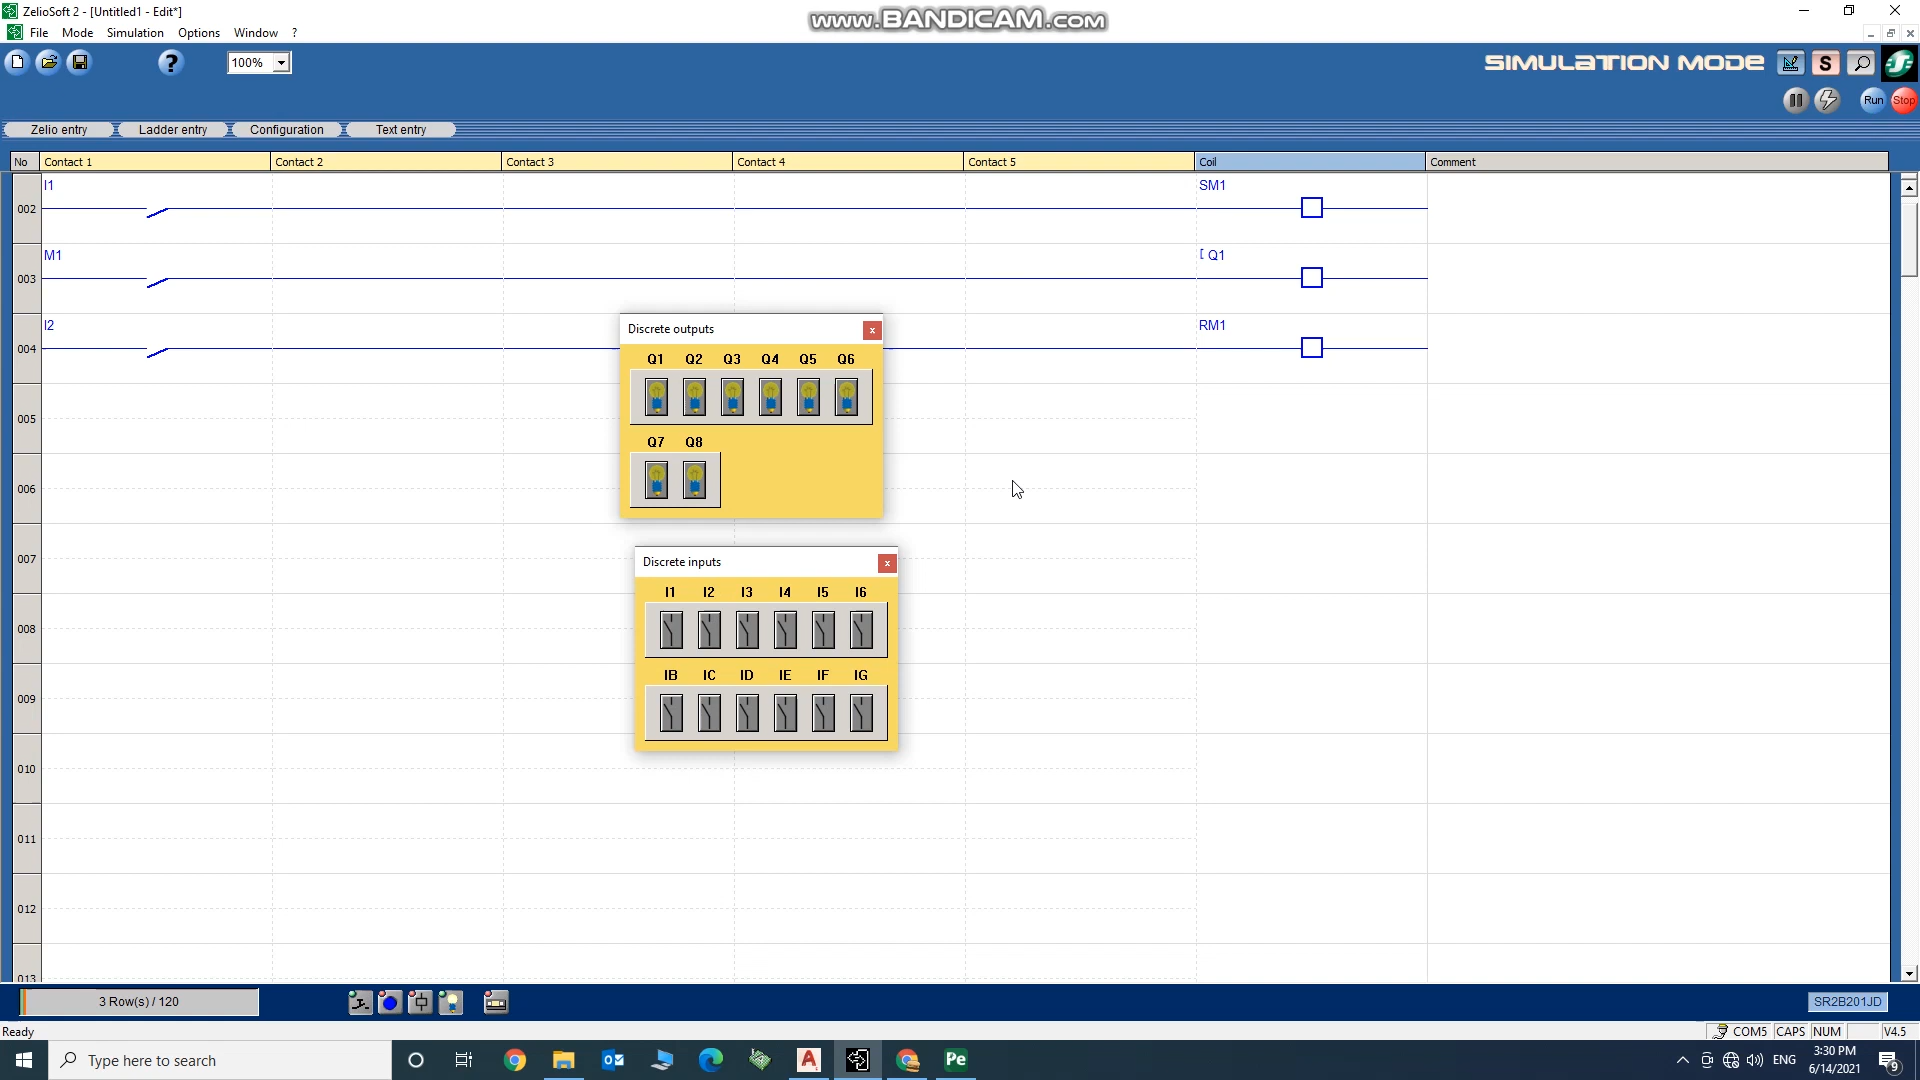 ZelioSoft 2 - [Untitled1 - Edit*]
www.BANDICAM.com
File Mode Simulation Options Window ?
? 100% SIMULATION MODE S
Run Stop
Zelio entry Ladder entry Configuration Text entry
No Contact 1 Contact 2 Contact 3 Contact 4 Contact 5 Coil Comment
I1 SM1
002
M1 [ Q1
003
I2 RM1
004
Discrete outputs x
Q1 Q2 Q3 Q4 Q5 Q6
005
Q7 Q8
006
007
Discrete inputs x
I1 I2 I3 I4 I5 I6
008
IB IC ID IE IF IG
009
010
011
012
013
3 Row(s) / 120 SR2B201JD
Ready COM5 CAPS NUM V4.5
Type here to search Pe ENG 3:30 PM
6/14/2021 9